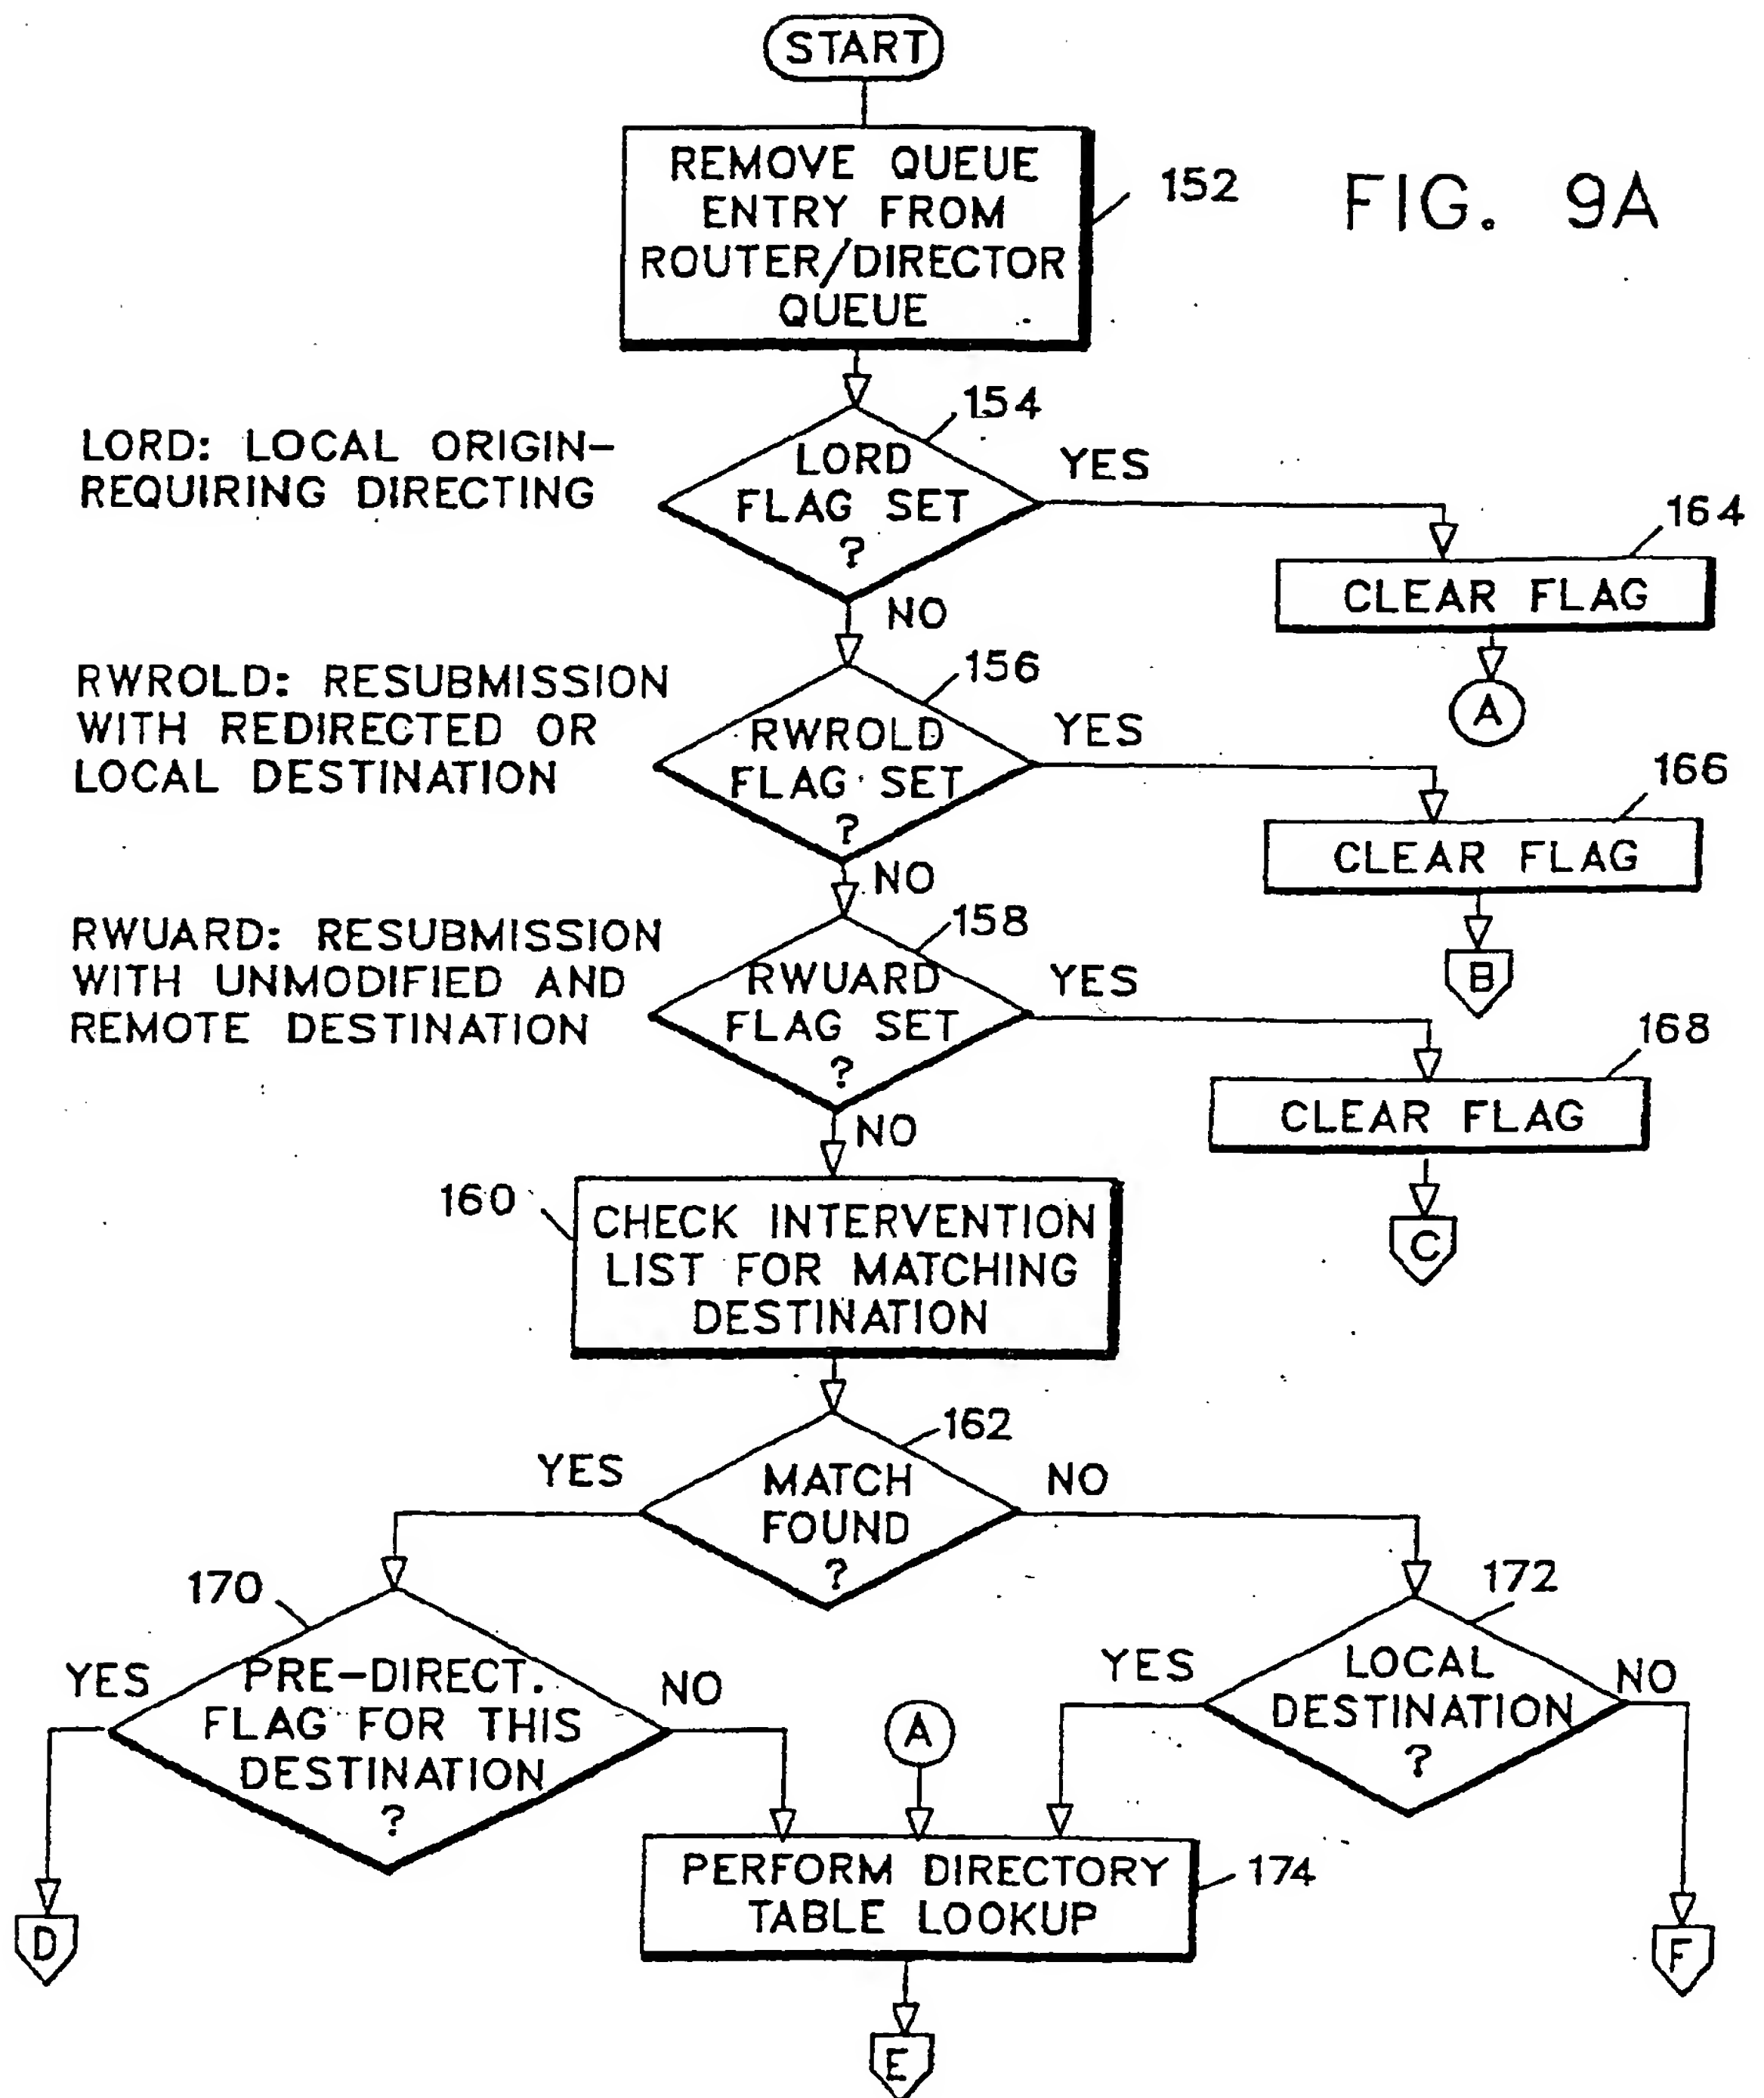 START
REMOVE QUEUE
ENTRY FROM
ROUTER/DIRECTOR
QUEUE
152
FIG. 9A
LORD: LOCAL ORIGIN-
REQUIRING DIRECTING
154
LORD
FLAG SET
?
YES
164
CLEAR FLAG
A
NO
RWROLD: RESUBMISSION
WITH REDIRECTED OR
LOCAL DESTINATION
156
RWROLD
FLAG SET
?
YES
166
CLEAR FLAG
B
NO
RWUARD: RESUBMISSION
WITH UNMODIFIED AND
REMOTE DESTINATION
158
RWUARD
FLAG SET
?
YES
168
CLEAR FLAG
C
NO
160
CHECK INTERVENTION
LIST FOR MATCHING
DESTINATION
162
YES
MATCH
FOUND
?
NO
170
YES
PRE-DIRECT.
FLAG FOR THIS
DESTINATION
?
NO
A
172
YES
LOCAL
DESTINATION
?
NO
PERFORM DIRECTORY
TABLE LOOKUP
174
D
F
E